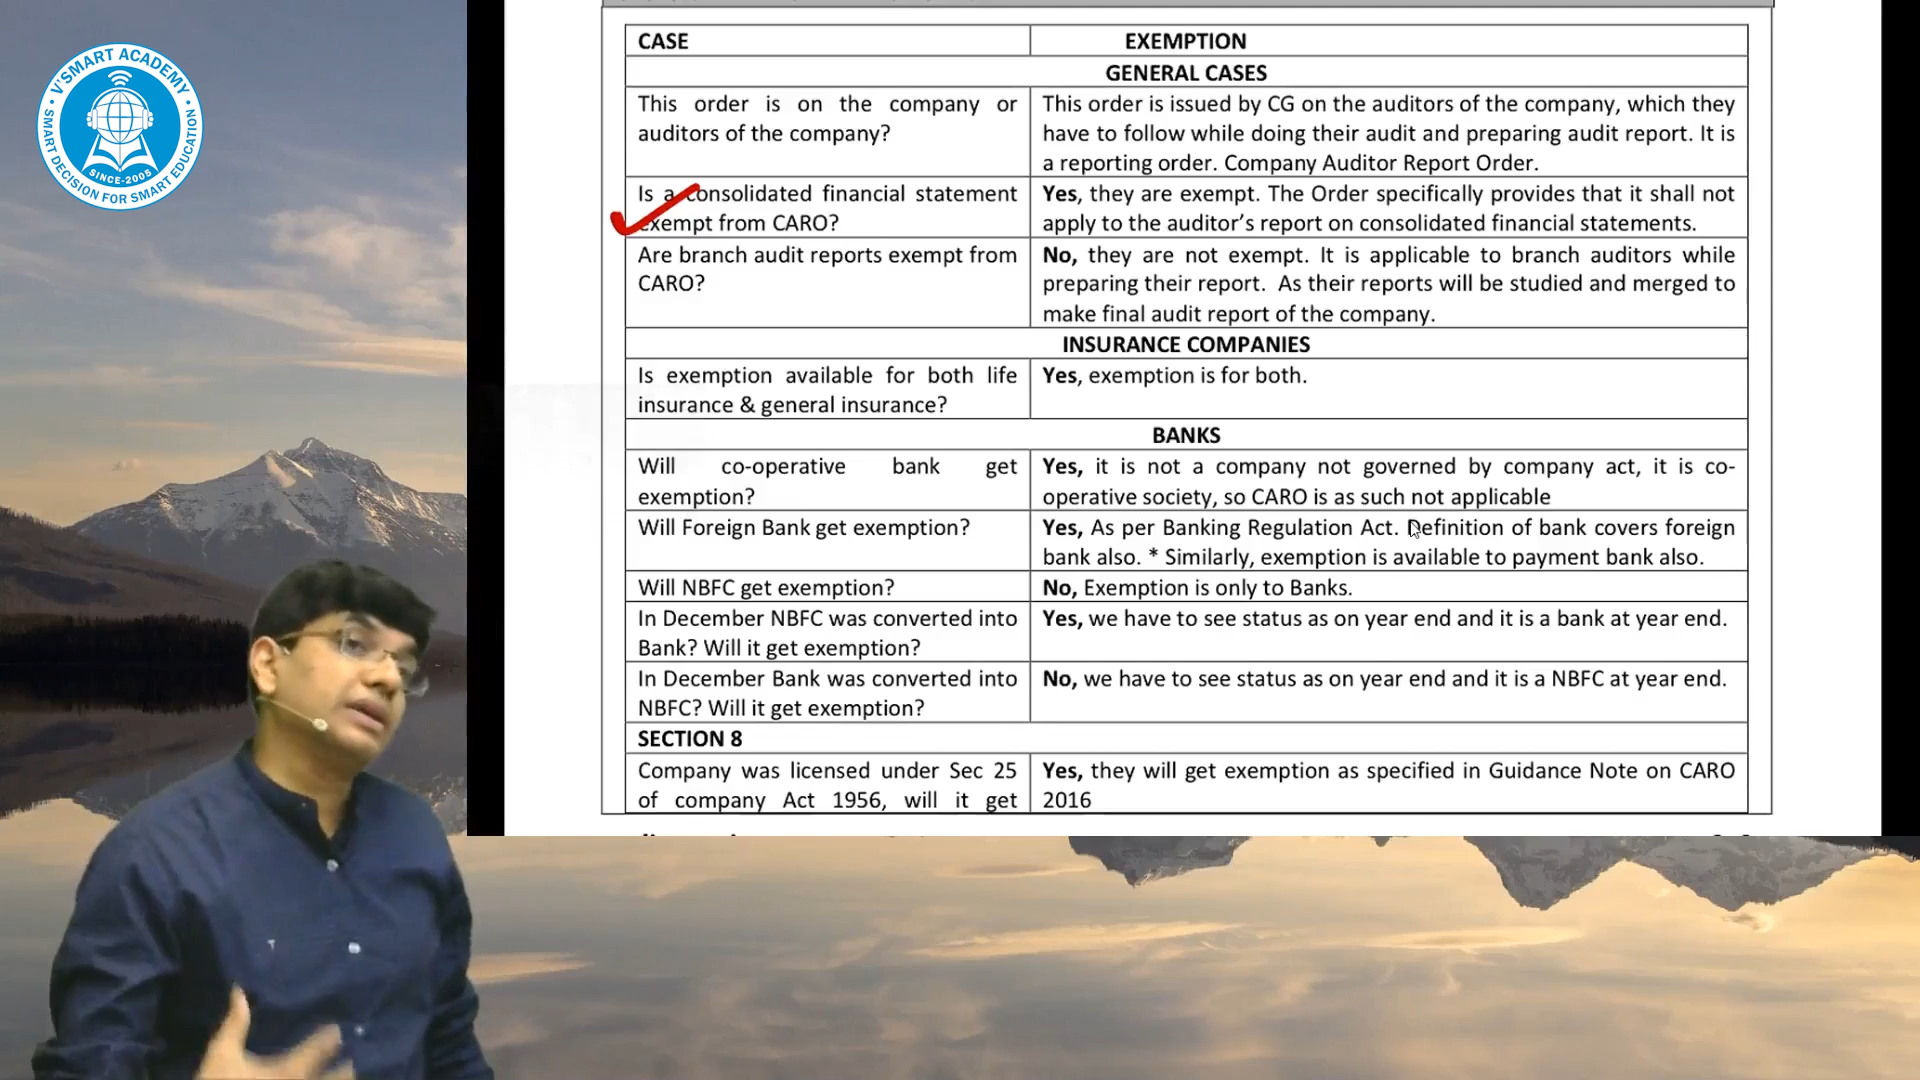 V'SMART ACADEMY
SMART DECISION FOR SMART EDUCATION
SINCE-2005
CASE
EXEMPTION
GENERAL CASES
This order is on the company or
auditors of the company?
This order is issued by CG on the auditors of the company, which they
have to follow while doing their audit and preparing audit report. It is
a reporting order. Company Auditor Report Order.
Is a consolidated financial statement
exempt from CARO?
Yes, they are exempt. The Order specifically provides that it shall not
apply to the auditor’s report on consolidated financial statements.
Are branch audit reports exempt from
CARO?
No, they are not exempt. It is applicable to branch auditors while
preparing their report. As their reports will be studied and merged to
make final audit report of the company.
INSURANCE COMPANIES
Is exemption available for both life
insurance & general insurance?
Yes, exemption is for both.
BANKS
Will co-operative bank get
exemption?
Yes, it is not a company not governed by company act, it is co-
operative society, so CARO is as such not applicable
Will Foreign Bank get exemption?
Yes, As per Banking Regulation Act. Definition of bank covers foreign
bank also. * Similarly, exemption is available to payment bank also.
Will NBFC get exemption?
No, Exemption is only to Banks.
In December NBFC was converted into
Bank? Will it get exemption?
Yes, we have to see status as on year end and it is a bank at year end.
In December Bank was converted into
NBFC? Will it get exemption?
No, we have to see status as on year end and it is a NBFC at year end.
SECTION 8
Company was licensed under Sec 25
of company Act 1956, will it get
Yes, they will get exemption as specified in Guidance Note on CARO
2016